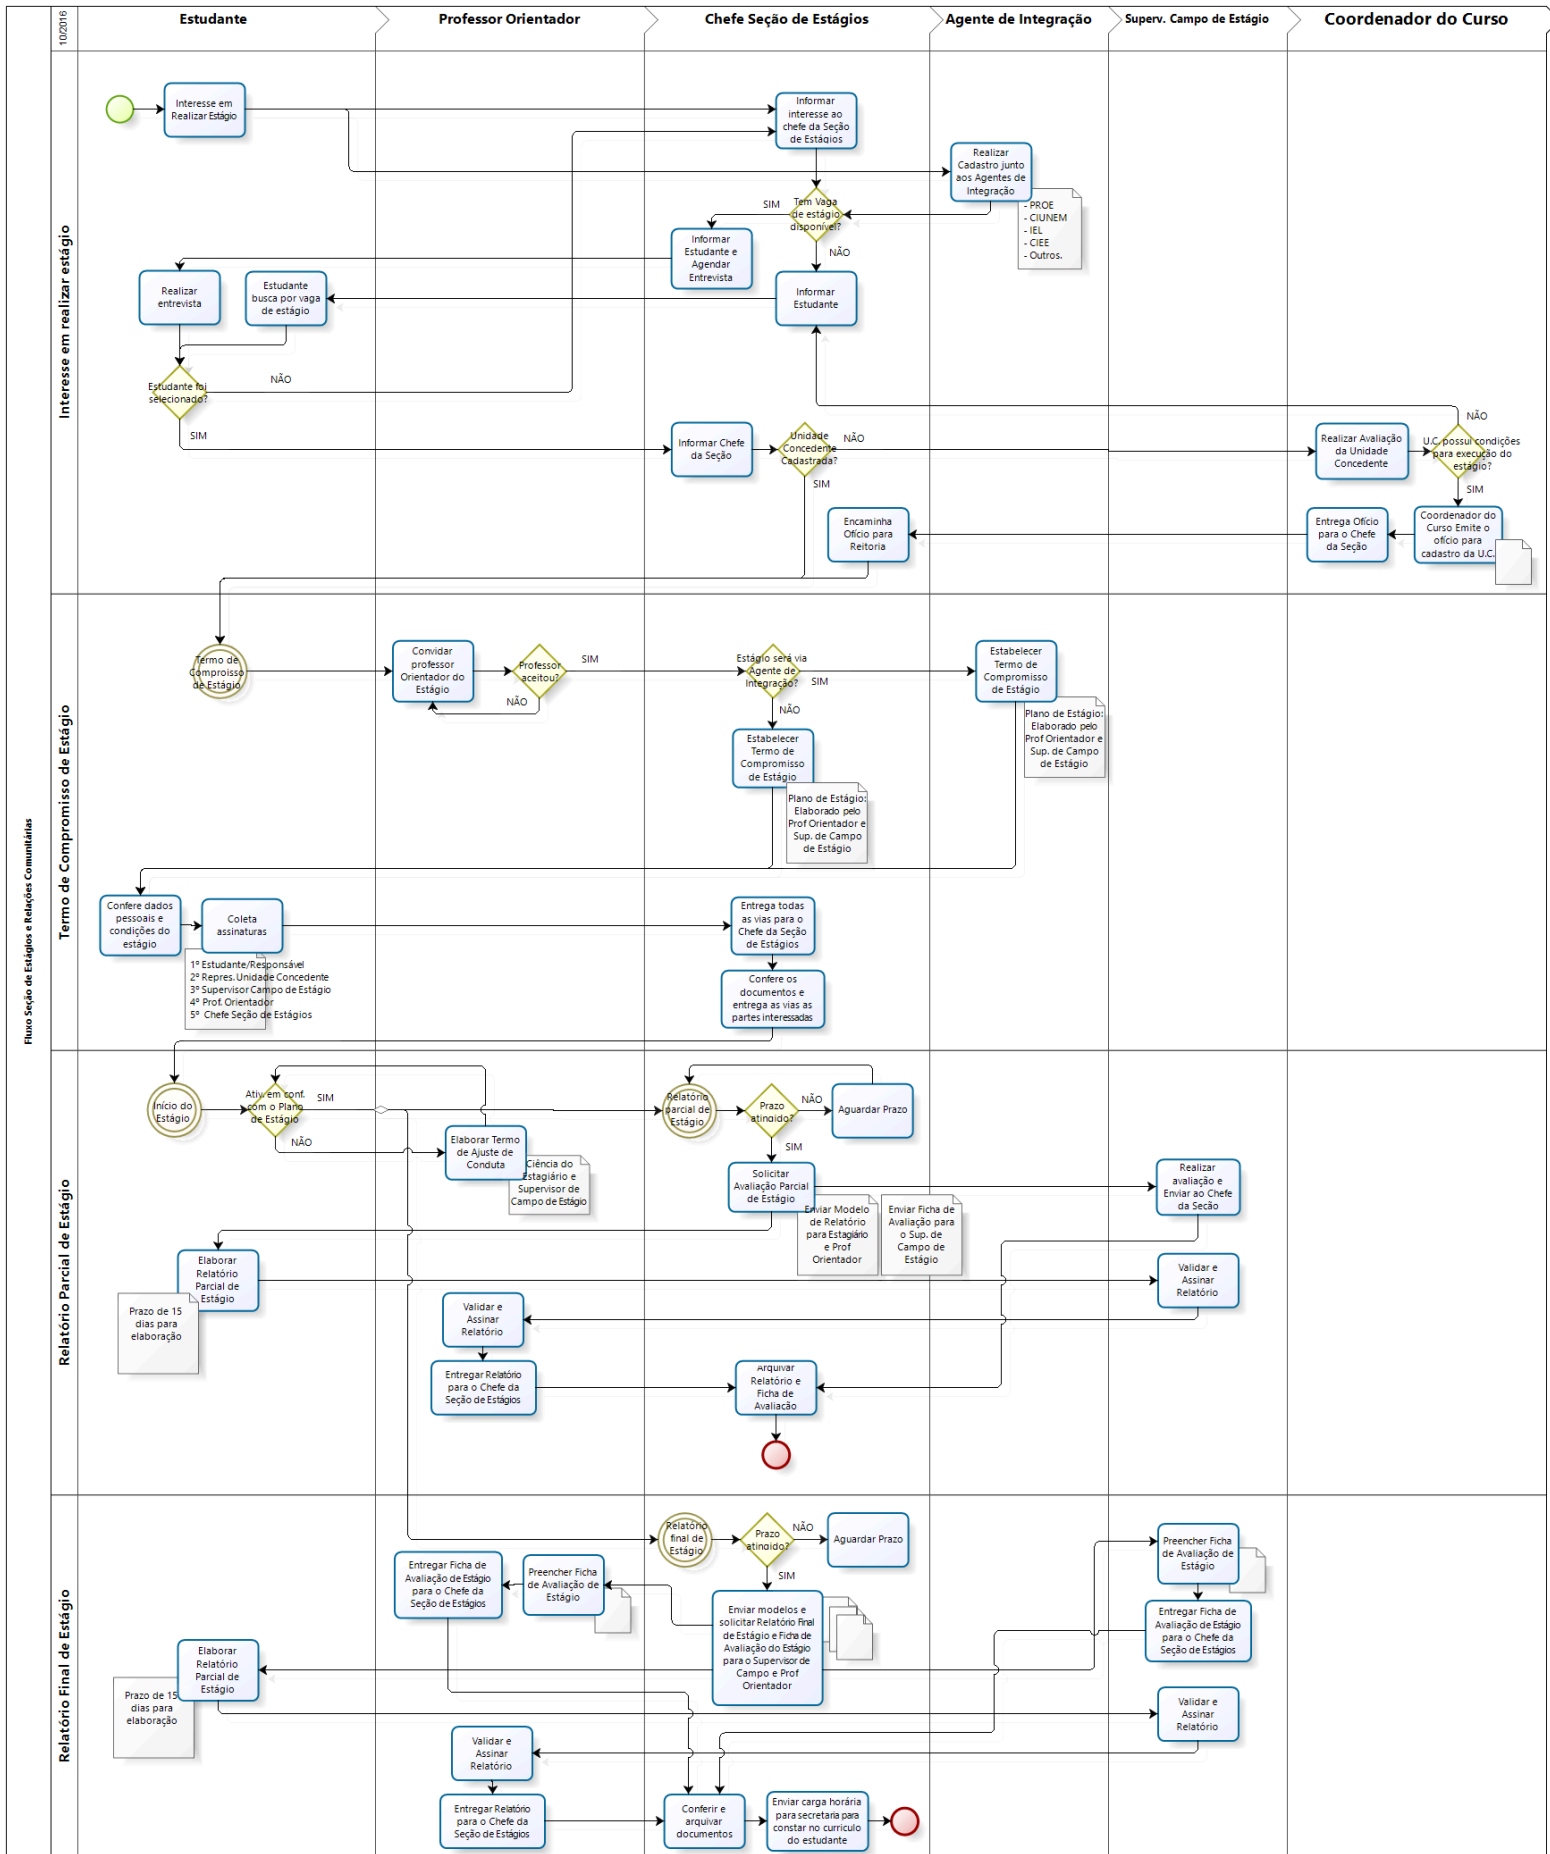 Estudante
Professor Orientador
Chefe Seção de Estágios
Agente de Integração
Superv. Campo de Estágio
Coordenador do Curso
10/2016
Fluxo Seção de Estágios e Relações Comunitárias
Interesse em realizar estágio
Interesse em
Realizar Estágio
Informar
interesse ao
chefe da Seção
de Estágios
Realizar
Cadastro junto
aos Agentes de
Integração
- PROE
- CIUNEM
- IEL
- CIEE
- Outros.
Tem Vaga
de estágio
disponível?
SIM
NÃO
Informar
Estudante e
Agendar
Entrevista
Informar
Estudante
Realizar
entrevista
Estudante
busca por vaga
de estágio
Estudante foi
selecionado?
NÃO
SIM
Informar Chefe
da Seção
Unidade
Concedente
Cadastrada?
NÃO
SIM
Realizar Avaliação
da Unidade
Concedente
U.C. possui condições
para execução do
estágio?
NÃO
SIM
Encaminha
Ofício para
Reitoria
Entrega Ofício
para o Chefe
da Seção
Coordenador do
Curso Emite o
ofício para
cadastro da U.C.
Termo de Compromisso de Estágio
Termo de
Comproisso
de Estágio
Convidar
professor
Orientador do
Estágio
Professor
aceitou?
SIM
NÃO
Estágio será via
Agente de
Integração?
SIM
NÃO
Estabelecer
Termo de
Compromisso
de Estágio
Plano de Estágio:
Elaborado pelo
Prof Orientador e
Sup. de Campo
de Estágio
Estabelecer
Termo de
Compromisso
de Estágio
Plano de Estágio:
Elaborado pelo
Prof Orientador e
Sup. de Campo
de Estágio
Confere dados
pessoais e
condições do
estágio
Coleta
assinaturas
1º Estudante/Responsável
2º Repres. Unidade Concedente
3º Supervisor Campo de Estágio
4º Prof. Orientador
5º Chefe Seção de Estágios
Entrega todas
as vias para o
Chefe da Seção
de Estágios
Confere os
documentos e
entrega as vias as
partes interessadas
Relatório Parcial de Estágio
Início do
Estágio
Ativ. em conf.
com o Plano
de Estágio
SIM
NÃO
Elaborar Termo
de Ajuste de
Conduta
Ciência do
Estagiário e
Supervisor de
Campo de Estágio
Relatório
parcial de
Estágio
Prazo
atingido?
NÃO
SIM
Aguardar Prazo
Solicitar
Avaliação Parcial
de Estágio
Enviar Modelo
de Relatório
para Estagiário
e Prof
Orientador
Enviar Ficha de
Avaliação para
o Sup. de
Campo de
Estágio
Realizar
avaliação e
Enviar ao Chefe
da Seção
Elaborar
Relatório
Parcial de
Estágio
Prazo de 15
dias para
elaboração
Validar e
Assinar
Relatório
Validar e
Assinar
Relatório
Entregar Relatório
para o Chefe da
Seção de Estágios
Arquivar
Relatório e
Ficha de
Avaliação
Relatório Final de Estágio
Relatório
final de
Estágio
Prazo
atingido?
NÃO
SIM
Aguardar Prazo
Preencher Ficha
de Avaliação de
Estágio
Entregar Ficha de
Avaliação de Estágio
para o Chefe da
Seção de Estágios
Preencher Ficha
de Avaliação de
Estágio
Enviar modelos e
solicitar Relatório Final
de Estágio e Ficha de
Avaliação do Estágio
para o Supervisor de
Campo e Prof
Orientador
Entregar Ficha de
Avaliação de Estágio
para o Chefe da
Seção de Estágios
Elaborar
Relatório
Parcial de
Estágio
Prazo de 15
dias para
elaboração
Validar e
Assinar
Relatório
Validar e
Assinar
Relatório
Entregar Relatório
para o Chefe da
Seção de Estágios
Conferir e
arquivar
documentos
Enviar carga horária
para secretaria para
constar no currículo
do estudante